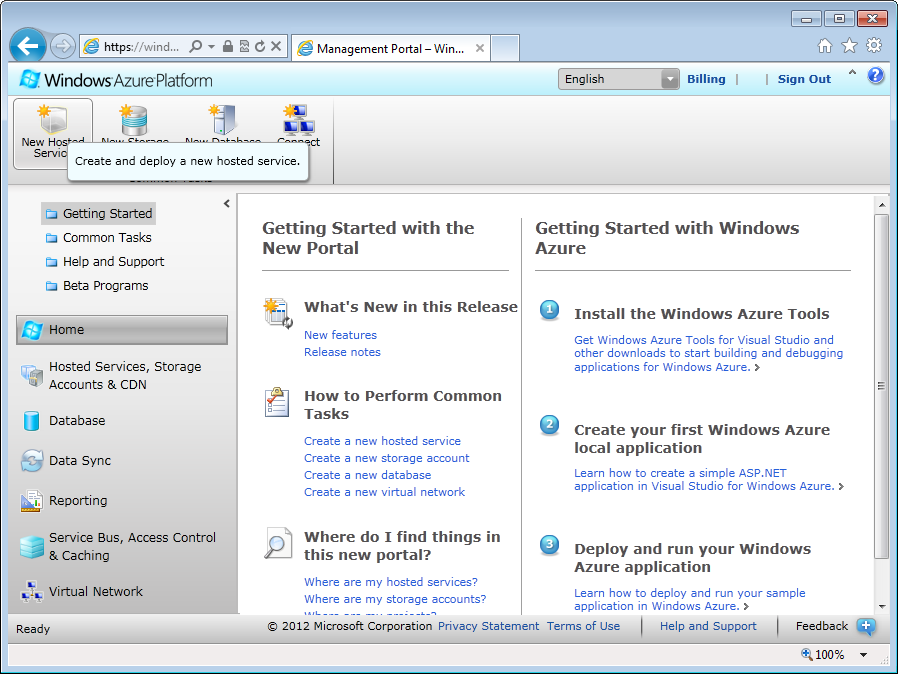 https://wind...
Management Portal – Win...
Windows Azure Platform
English
Billing
Sign Out
New Hosted
Servic
New Storage
New Database
Connect
Create and deploy a new hosted service.
Common Tasks
Getting Started
Common Tasks
Help and Support
Beta Programs
Home
Hosted Services, Storage
Accounts & CDN
Database
Data Sync
Reporting
Service Bus, Access Control
& Caching
Virtual Network
Getting Started with the
New Portal
What's New in this Release
New features
Release notes
How to Perform Common
Tasks
Create a new hosted service
Create a new storage account
Create a new database
Create a new virtual network
Where do I find things in
this new portal?
Where are my hosted services?
Where are my storage accounts?
Where are my projects?
Getting Started with Windows
Azure
1
Install the Windows Azure Tools
Get Windows Azure Tools for Visual Studio and
other downloads to start building and debugging
applications for Windows Azure.
2
Create your first Windows Azure
local application
Learn how to create a simple ASP.NET
application in Visual Studio for Windows Azure.
3
Deploy and run your Windows
Azure application
Learn how to deploy and run your sample
application in Windows Azure.
Ready
© 2012 Microsoft Corporation Privacy Statement Terms of Use
Help and Support
Feedback
100%